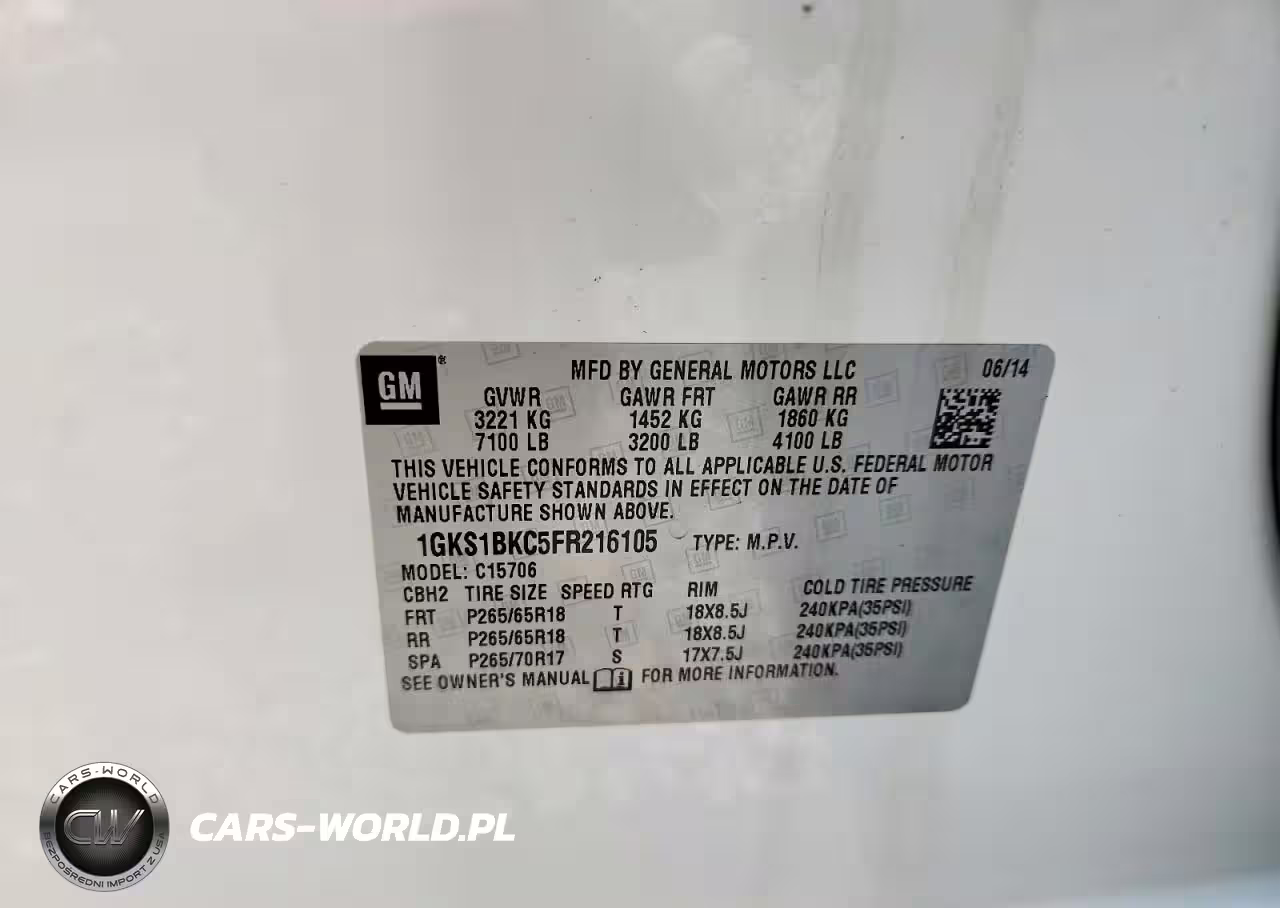 GM
MFD BY GENERAL MOTORS LLC 06/14
GVWR GAWR FRT GAWR RR
3221 KG 1452 KG 1860 KG
7100 LB 3200 LB 4100 LB
THIS VEHICLE CONFORMS TO ALL APPLICABLE U.S. FEDERAL MOTOR
VEHICLE SAFETY STANDARDS IN EFFECT ON THE DATE OF
MANUFACTURE SHOWN ABOVE.
1GKS1BKC5FR216105 TYPE: M.P.V.
MODEL: C15706
CBH2 TIRE SIZE SPEED RTG RIM COLD TIRE PRESSURE
FRT P265/65R18 T 18X8.5J 240KPA(35PSI)
RR P265/65R18 T 18X8.5J 240KPA(35PSI)
SPA P265/70R17 S 17X7.5J 240KPA(35PSI)
SEE OWNER'S MANUAL FOR MORE INFORMATION.
CARS-WORLD
CW
BEZPOŚREDNI IMPORT Z USA
CARS-WORLD.PL